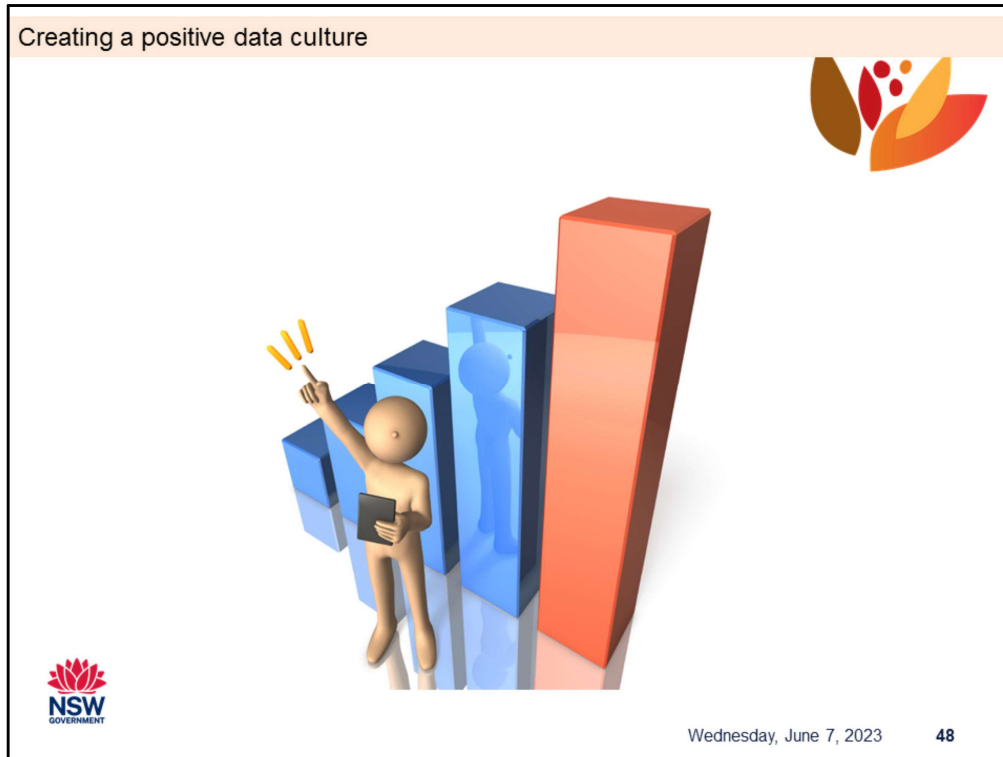 Creating a positive data culture
NSW
GOVERNMENT
Wednesday, June 7, 2023 48